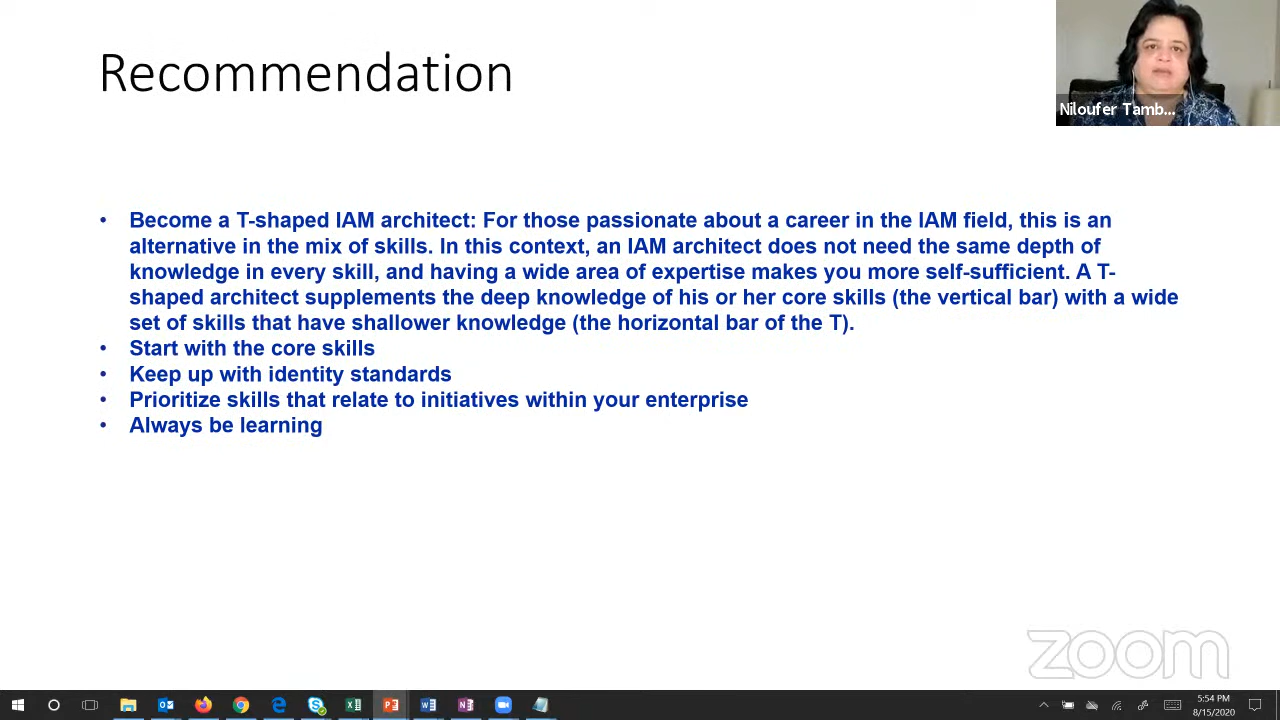 Recommendation
Niloufer Tamb...
• Become a T-shaped IAM architect: For those passionate about a career in the IAM field, this is an
alternative in the mix of skills. In this context, an IAM architect does not need the same depth of
knowledge in every skill, and having a wide area of expertise makes you more self-sufficient. A T-
shaped architect supplements the deep knowledge of his or her core skills (the vertical bar) with a wide
set of skills that have shallower knowledge (the horizontal bar of the T).
• Start with the core skills
• Keep up with identity standards
• Prioritize skills that relate to initiatives within your enterprise
• Always be learning
zoom
5:54 PM
8/15/2020